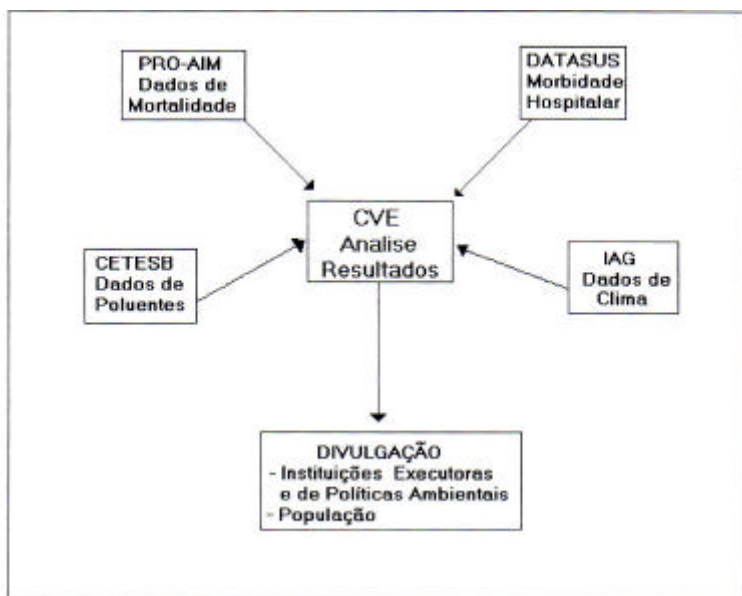 PRO-AIM
Dados de
Mortalidade
DATASUS
Morbidade
Hospitalar
CVE
Analise
Resultados
CETESB
Dados de
Poluentes
IAG
Dados de
Clima
DIVULGAÇÃO
- Instituições Executoras
e de Políticas Ambientais
- População